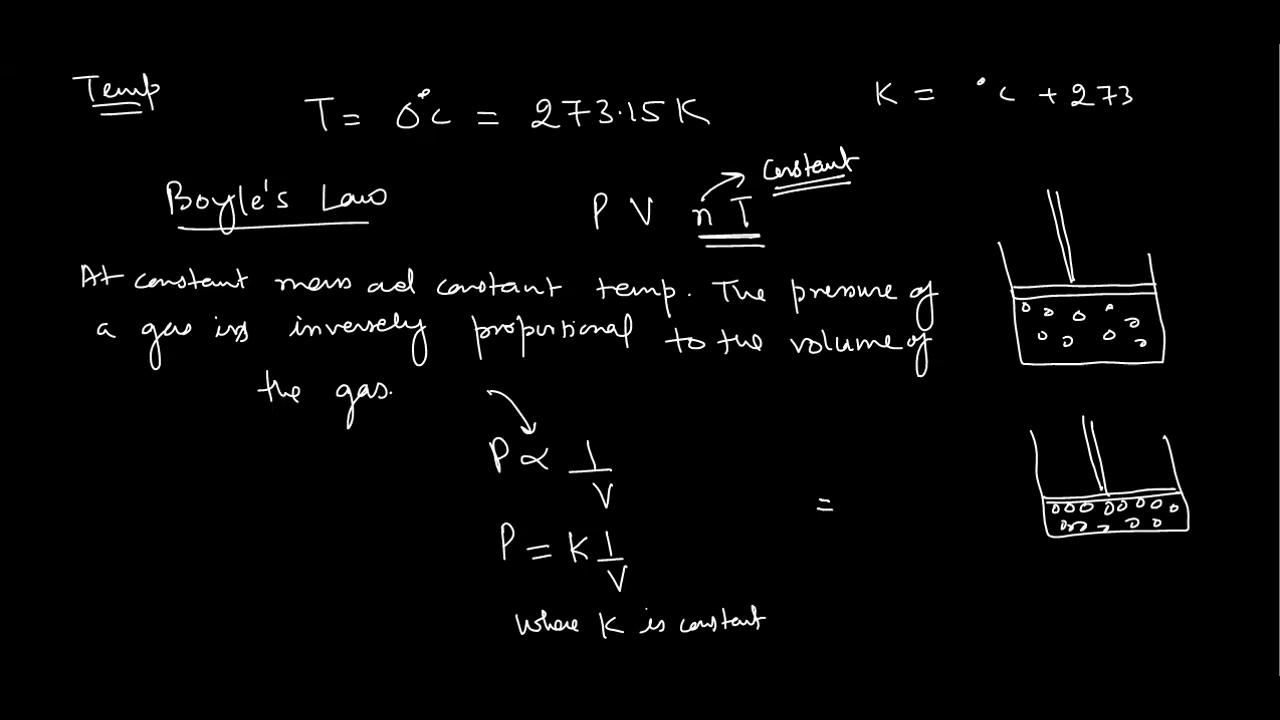 Temp
T = 0°C = 273.15 K
K = °C + 273
Constant
Boyle's Law
P V n T
At constant mass ad constant temp. The pressure of
a gas is inversely proportional to the volume of
the gas.
P ∝ 1/V
=
P = K 1/V
Where K is constant